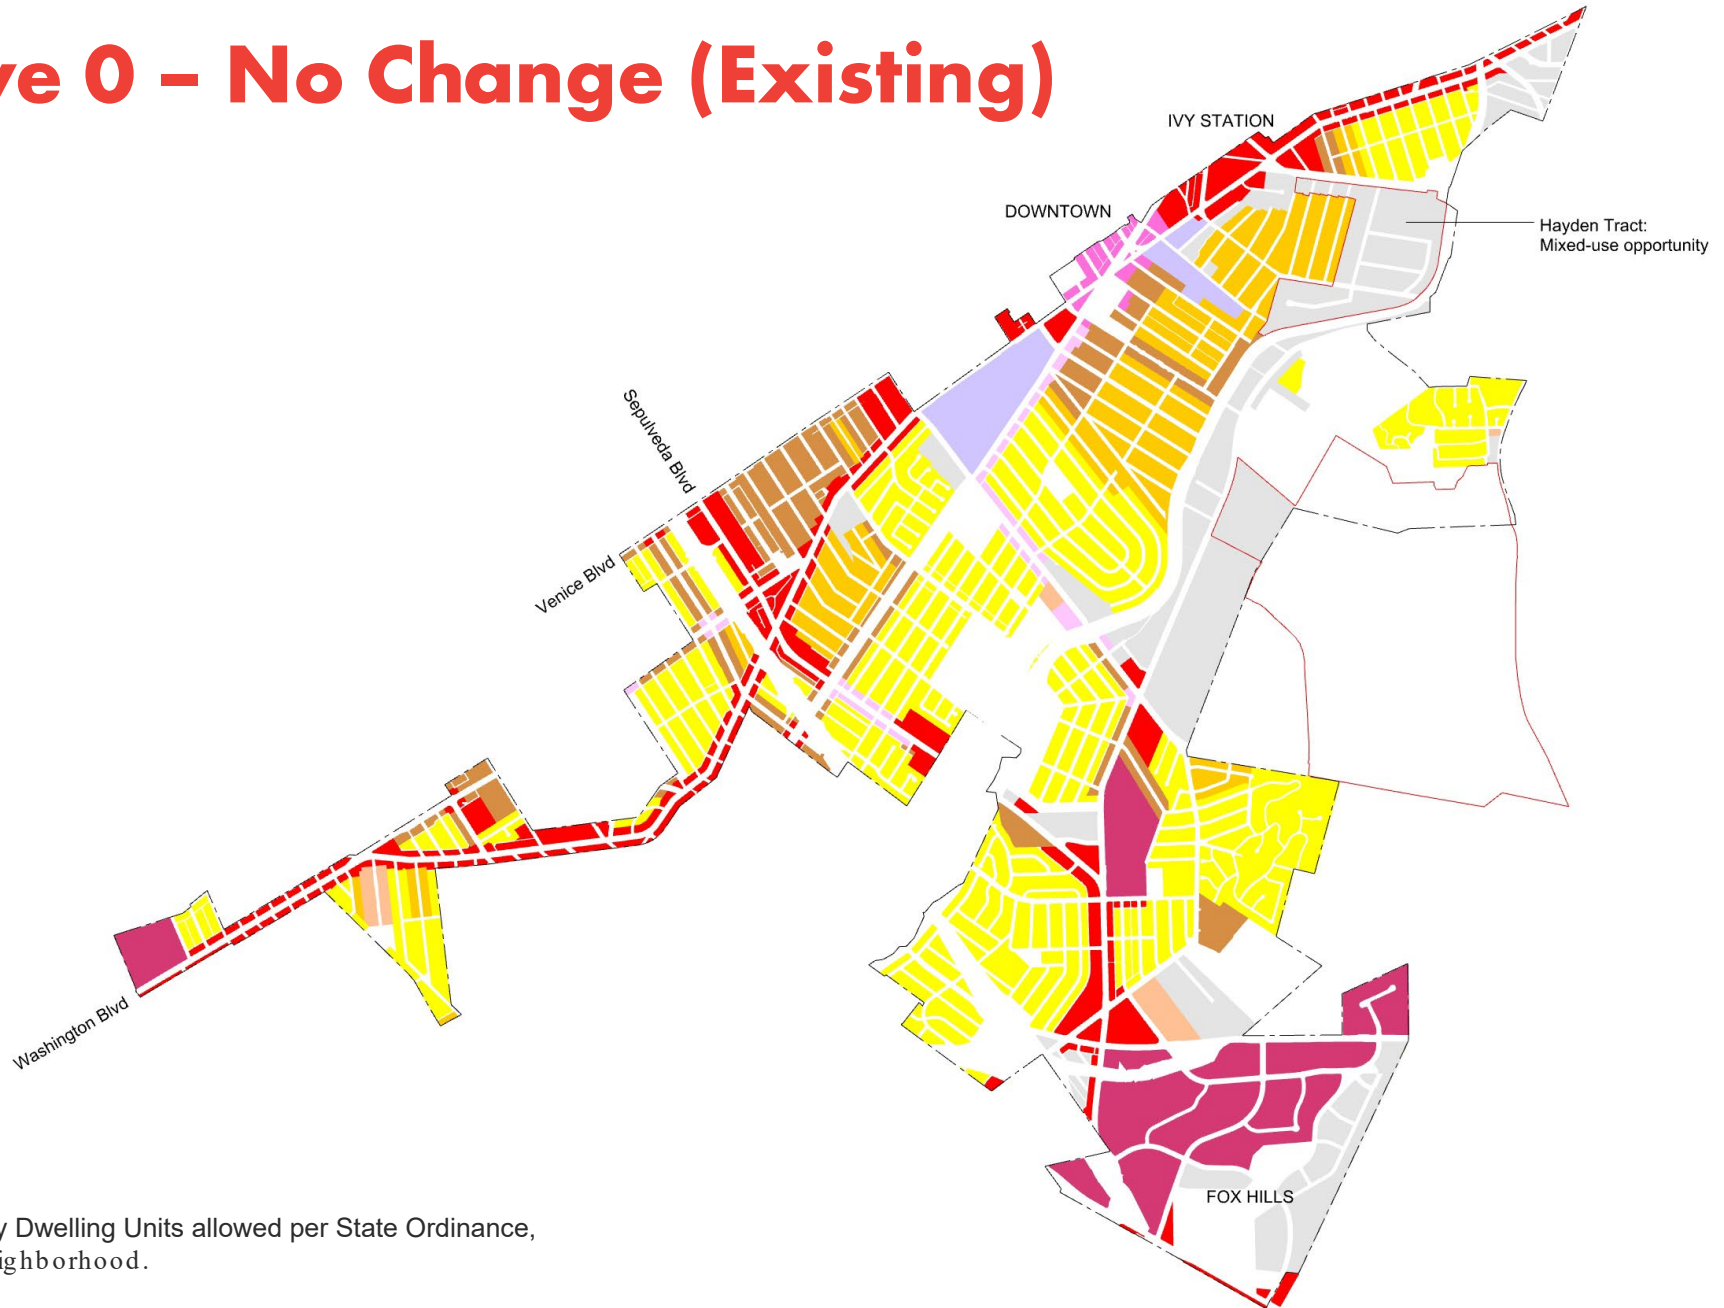 ve 0 – No Change (Existing)
IVY STATION
DOWNTOWN
Hayden Tract:
Mixed-use opportunity
Sepulveda Blvd
Venice Blvd
Washington Blvd
FOX HILLS
y Dwelling Units allowed per State Ordinance,
ighborhood.